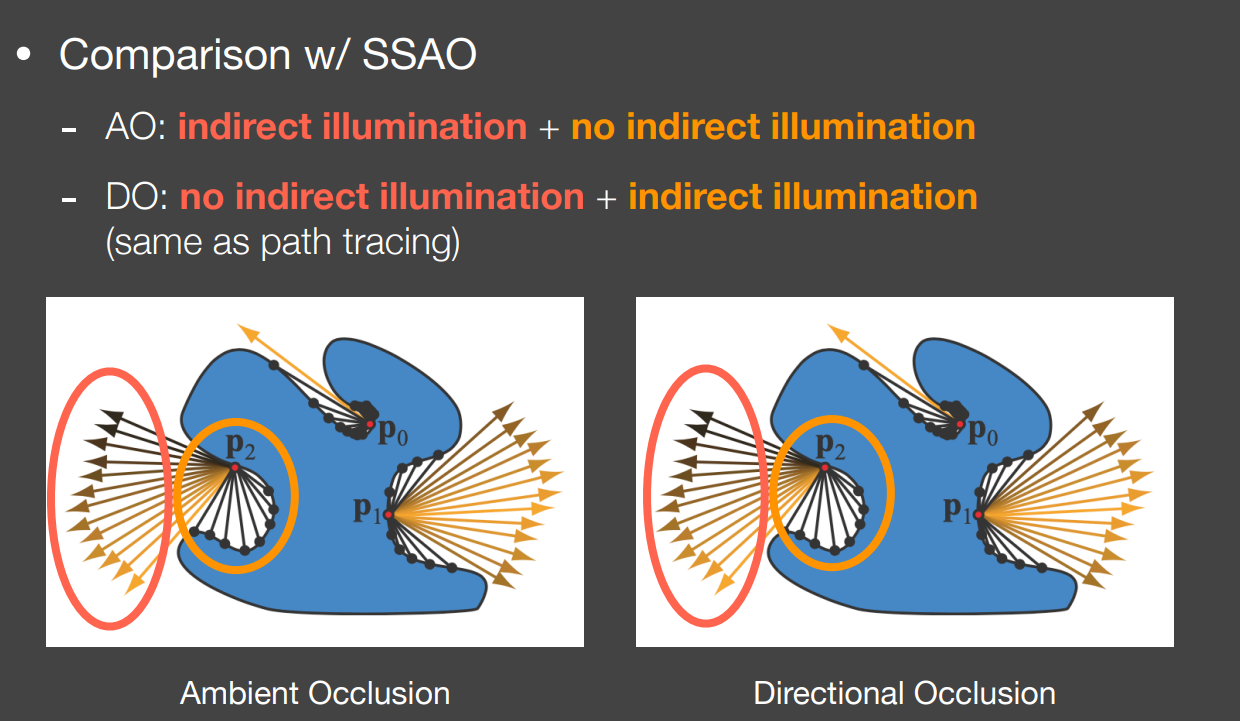 • Comparison w/ SSAO
- AO: indirect illumination + no indirect illumination
- DO: no indirect illumination + indirect illumination
(same as path tracing)
p0
p2
p1
p0
p2
p1
Ambient Occlusion
Directional Occlusion